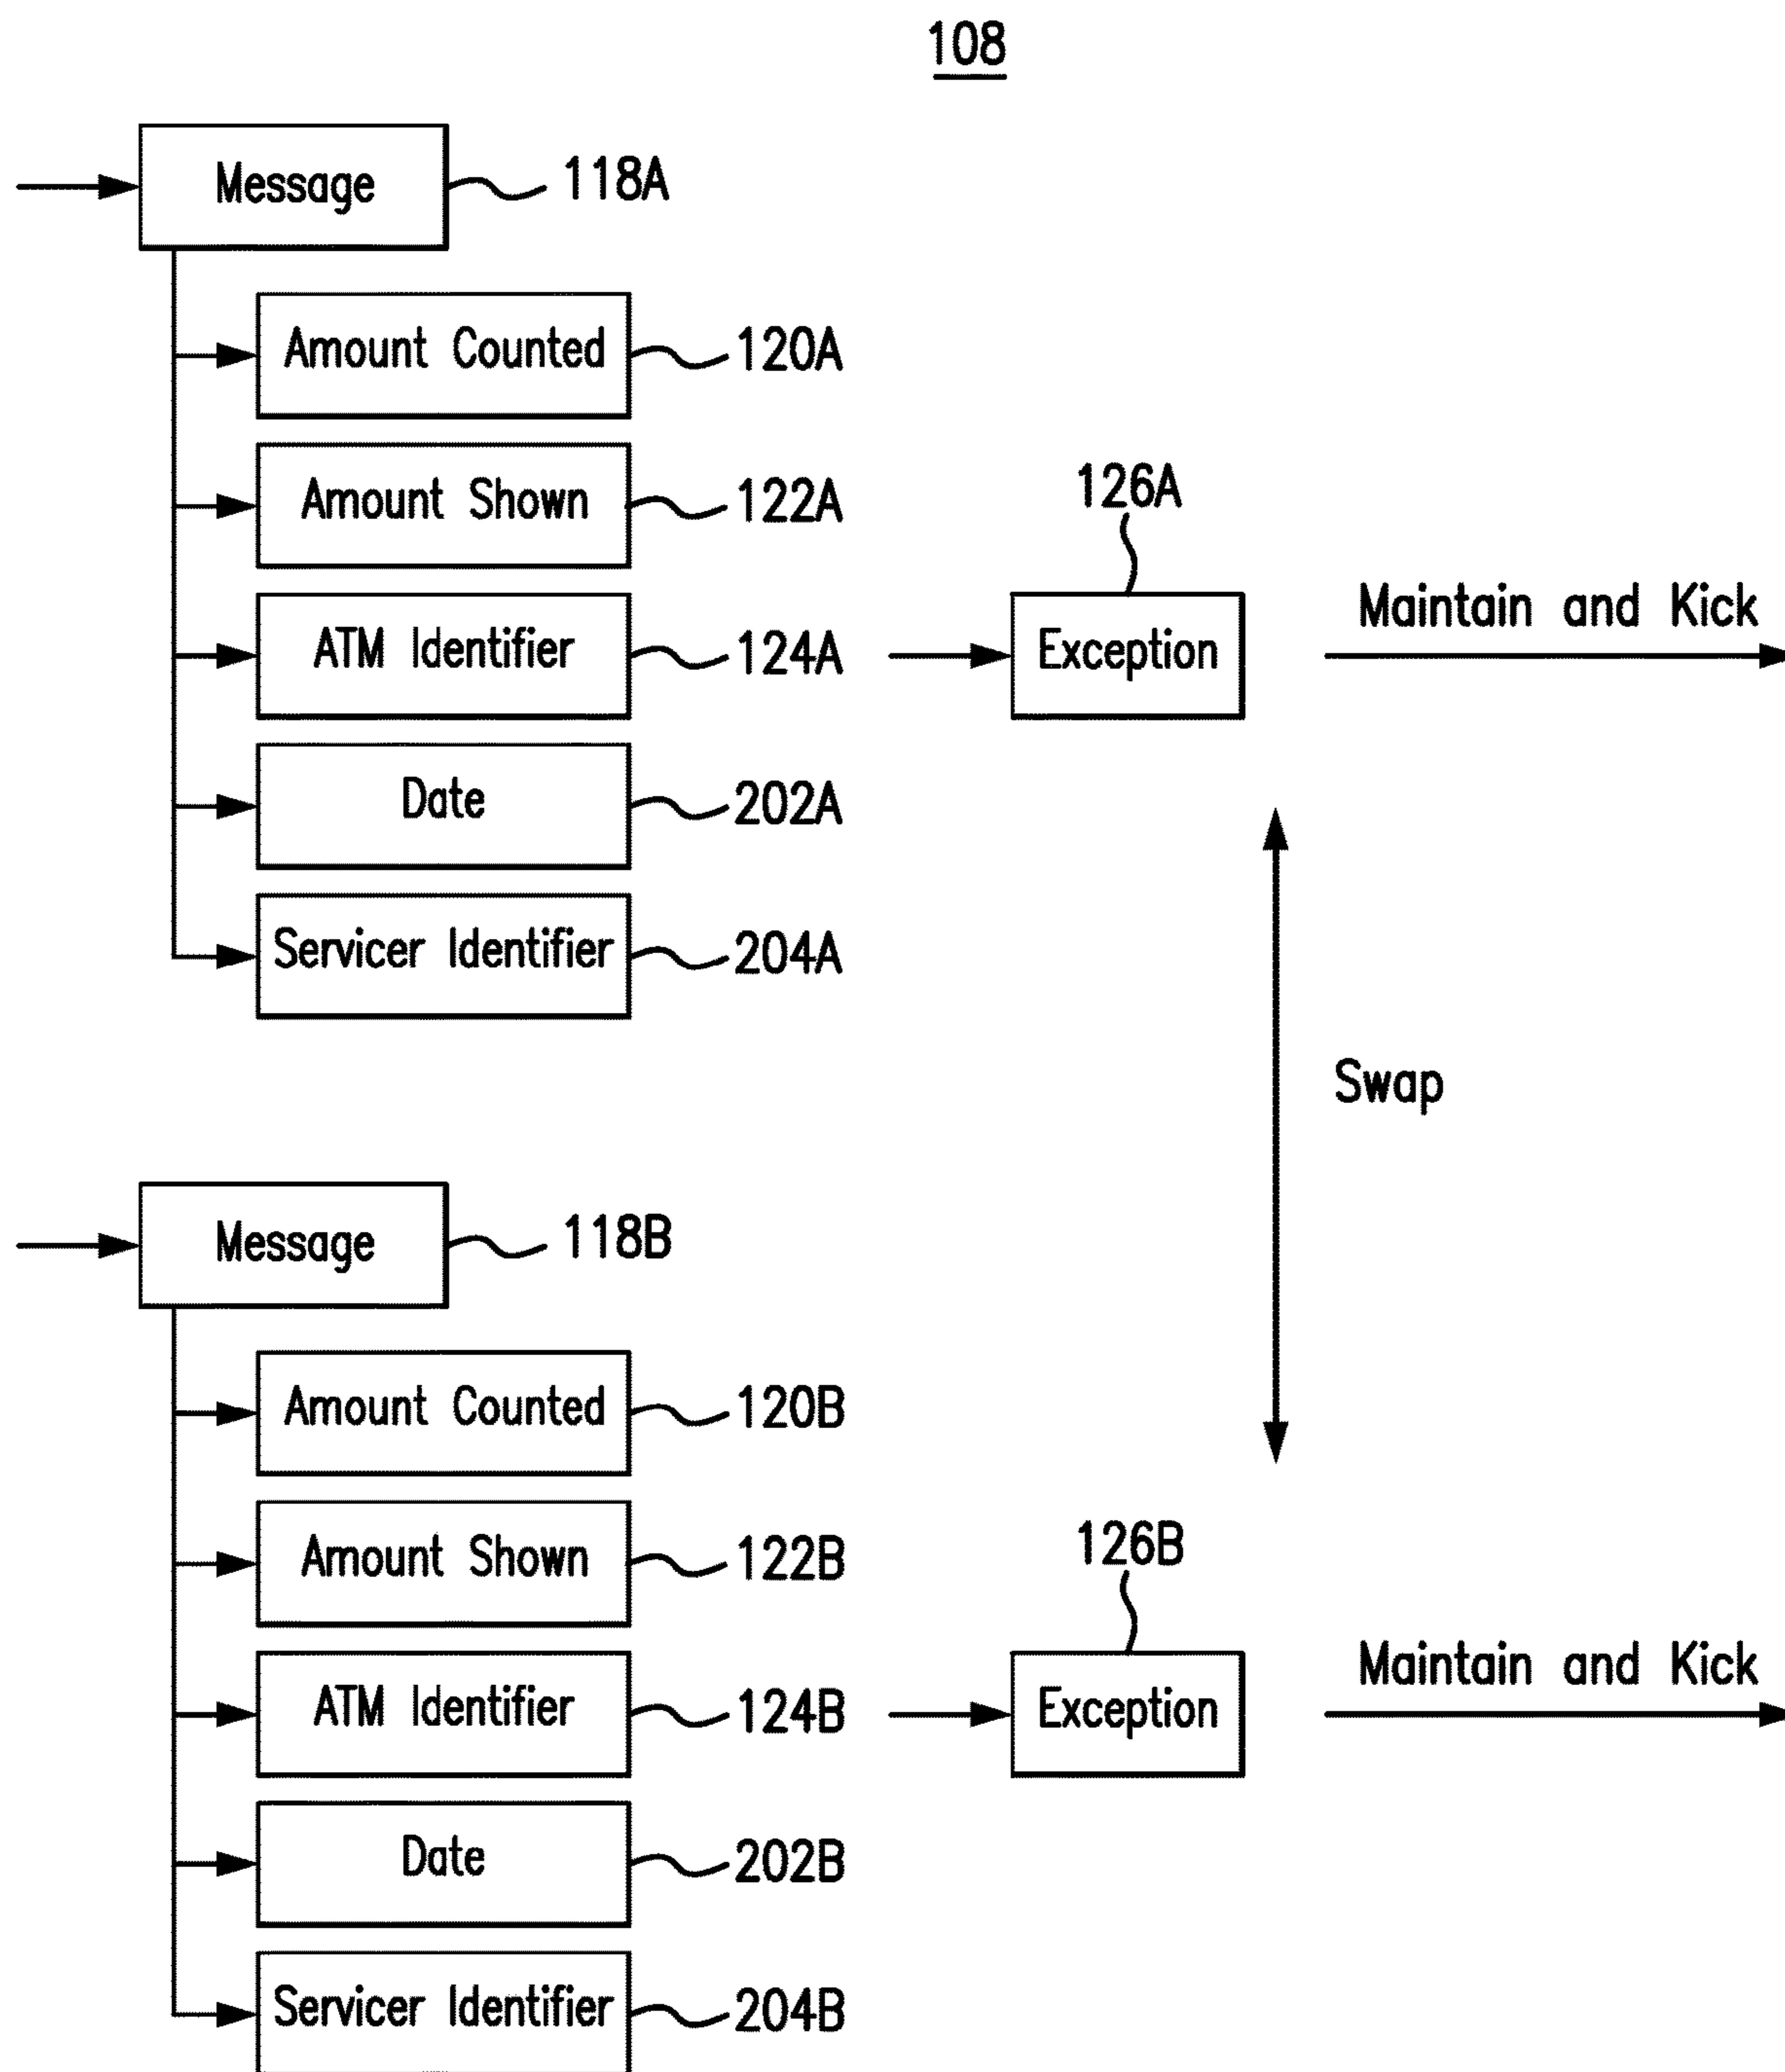 108
Message 118A
Amount Counted 120A
Amount Shown 122A
126A
ATM Identifier 124A
Exception
Maintain and Kick
Date 202A
Servicer Identifier 204A
Swap
Message 118B
Amount Counted 120B
Amount Shown 122B
126B
ATM Identifier 124B
Exception
Maintain and Kick
Date 202B
Servicer Identifier 204B